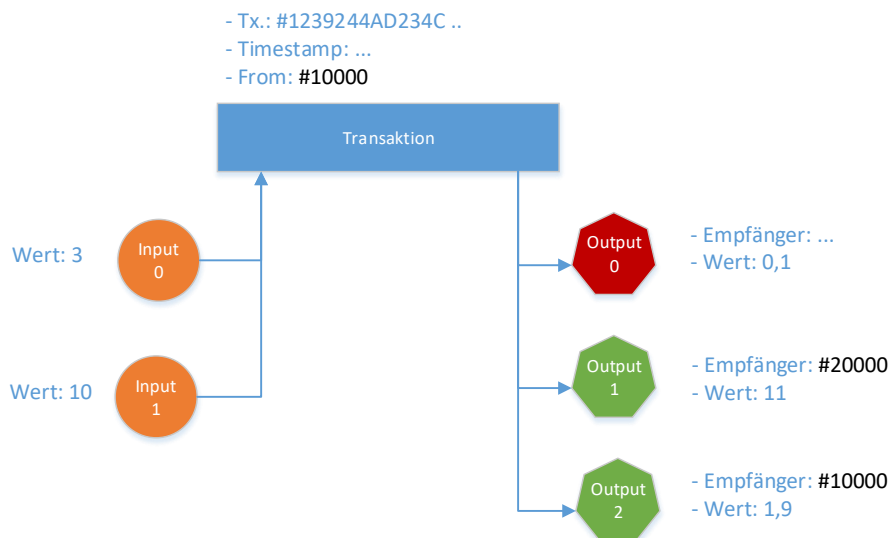 - Tx.: #1239244AD234C ..
- Timestamp: ...
- From: #10000
Transaktion
Wert: 3
Input
0
Output
0
- Empfänger: ...
- Wert: 0,1
Wert: 10
Input
1
Output
1
- Empfänger: #20000
- Wert: 11
Output
2
- Empfänger: #10000
- Wert: 1,9